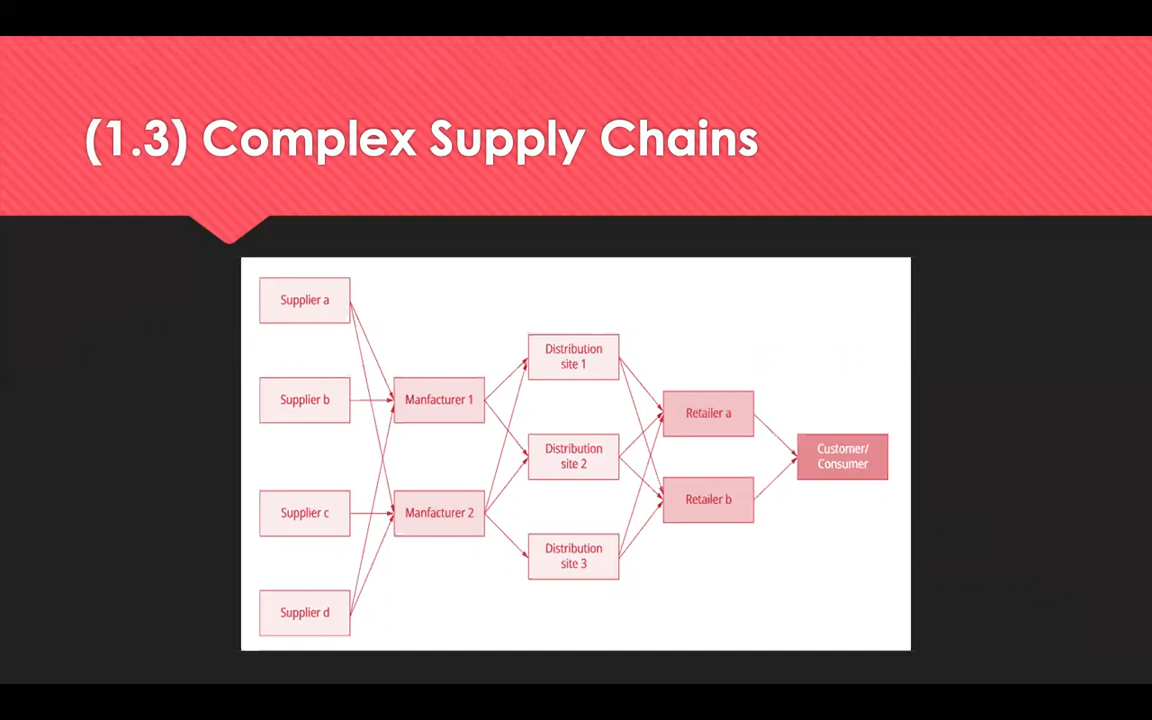 (1.3) Complex Supply Chains
Supplier a
Supplier b
Supplier c
Supplier d
Manfacturer 1
Manfacturer 2
Distribution
site 1
Distribution
site 2
Distribution
site 3
Retailer a
Retailer b
Customer/
Consumer